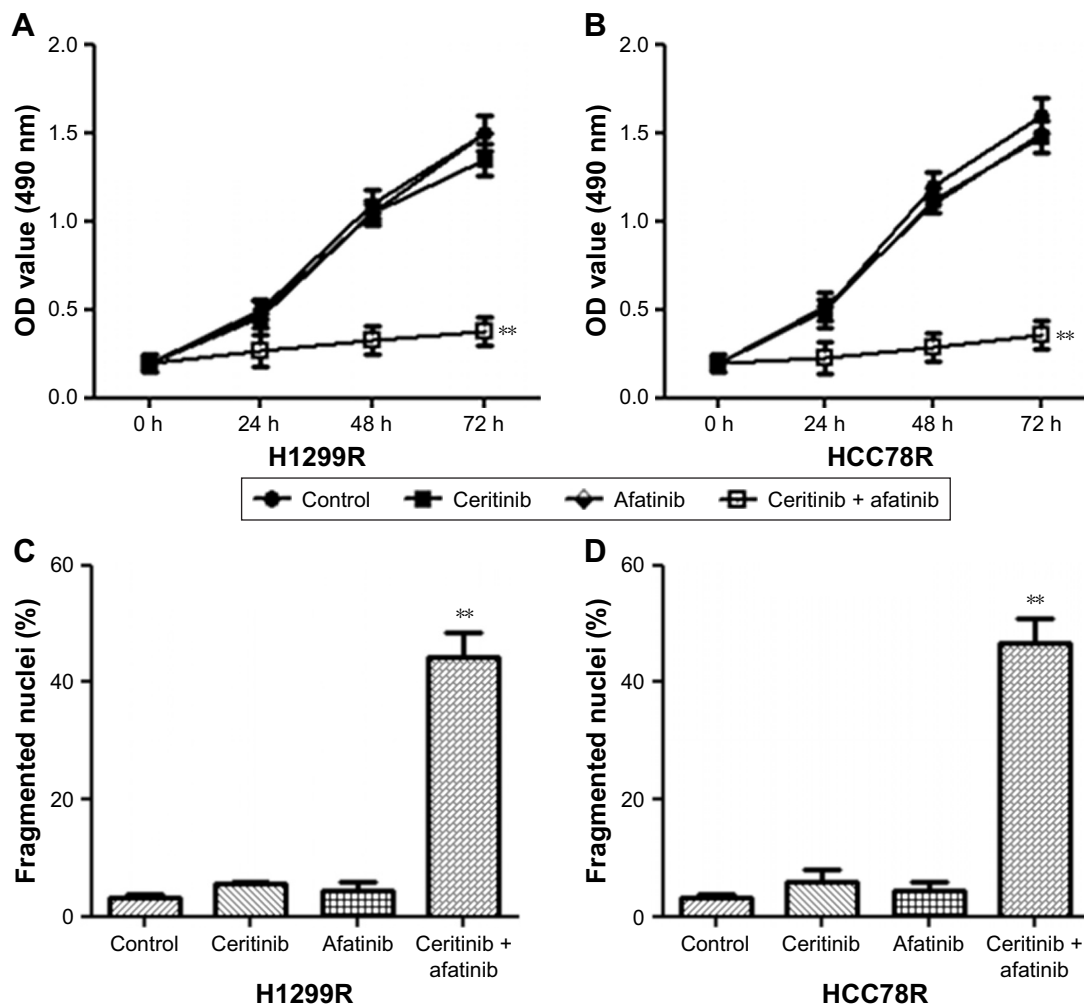 A
OD value (490 nm)
2.0
1.5
1.0
0.5
0.0
0 h 24 h 48 h 72 h
**
H1299R
B
OD value (490 nm)
2.0
1.5
1.0
0.5
0.0
0 h 24 h 48 h 72 h
**
HCC78R
Control Ceritinib Afatinib Ceritinib + afatinib
C
Fragmented nuclei (%)
60
40
20
0
**
Control Ceritinib Afatinib Ceritinib +
afatinib
H1299R
D
Fragmented nuclei (%)
60
40
20
0
**
Control Ceritinib Afatinib Ceritinib +
afatinib
HCC78R